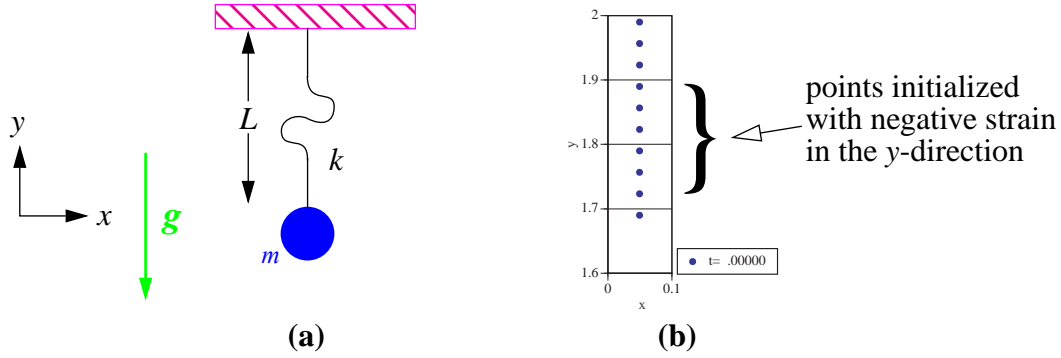 L
k
y
x
g
m
(a)
2
1.9
1.8
1.7
1.6
y
0
0.1
x
t= .00000
points initialized
with negative strain
in the y-direction
(b)